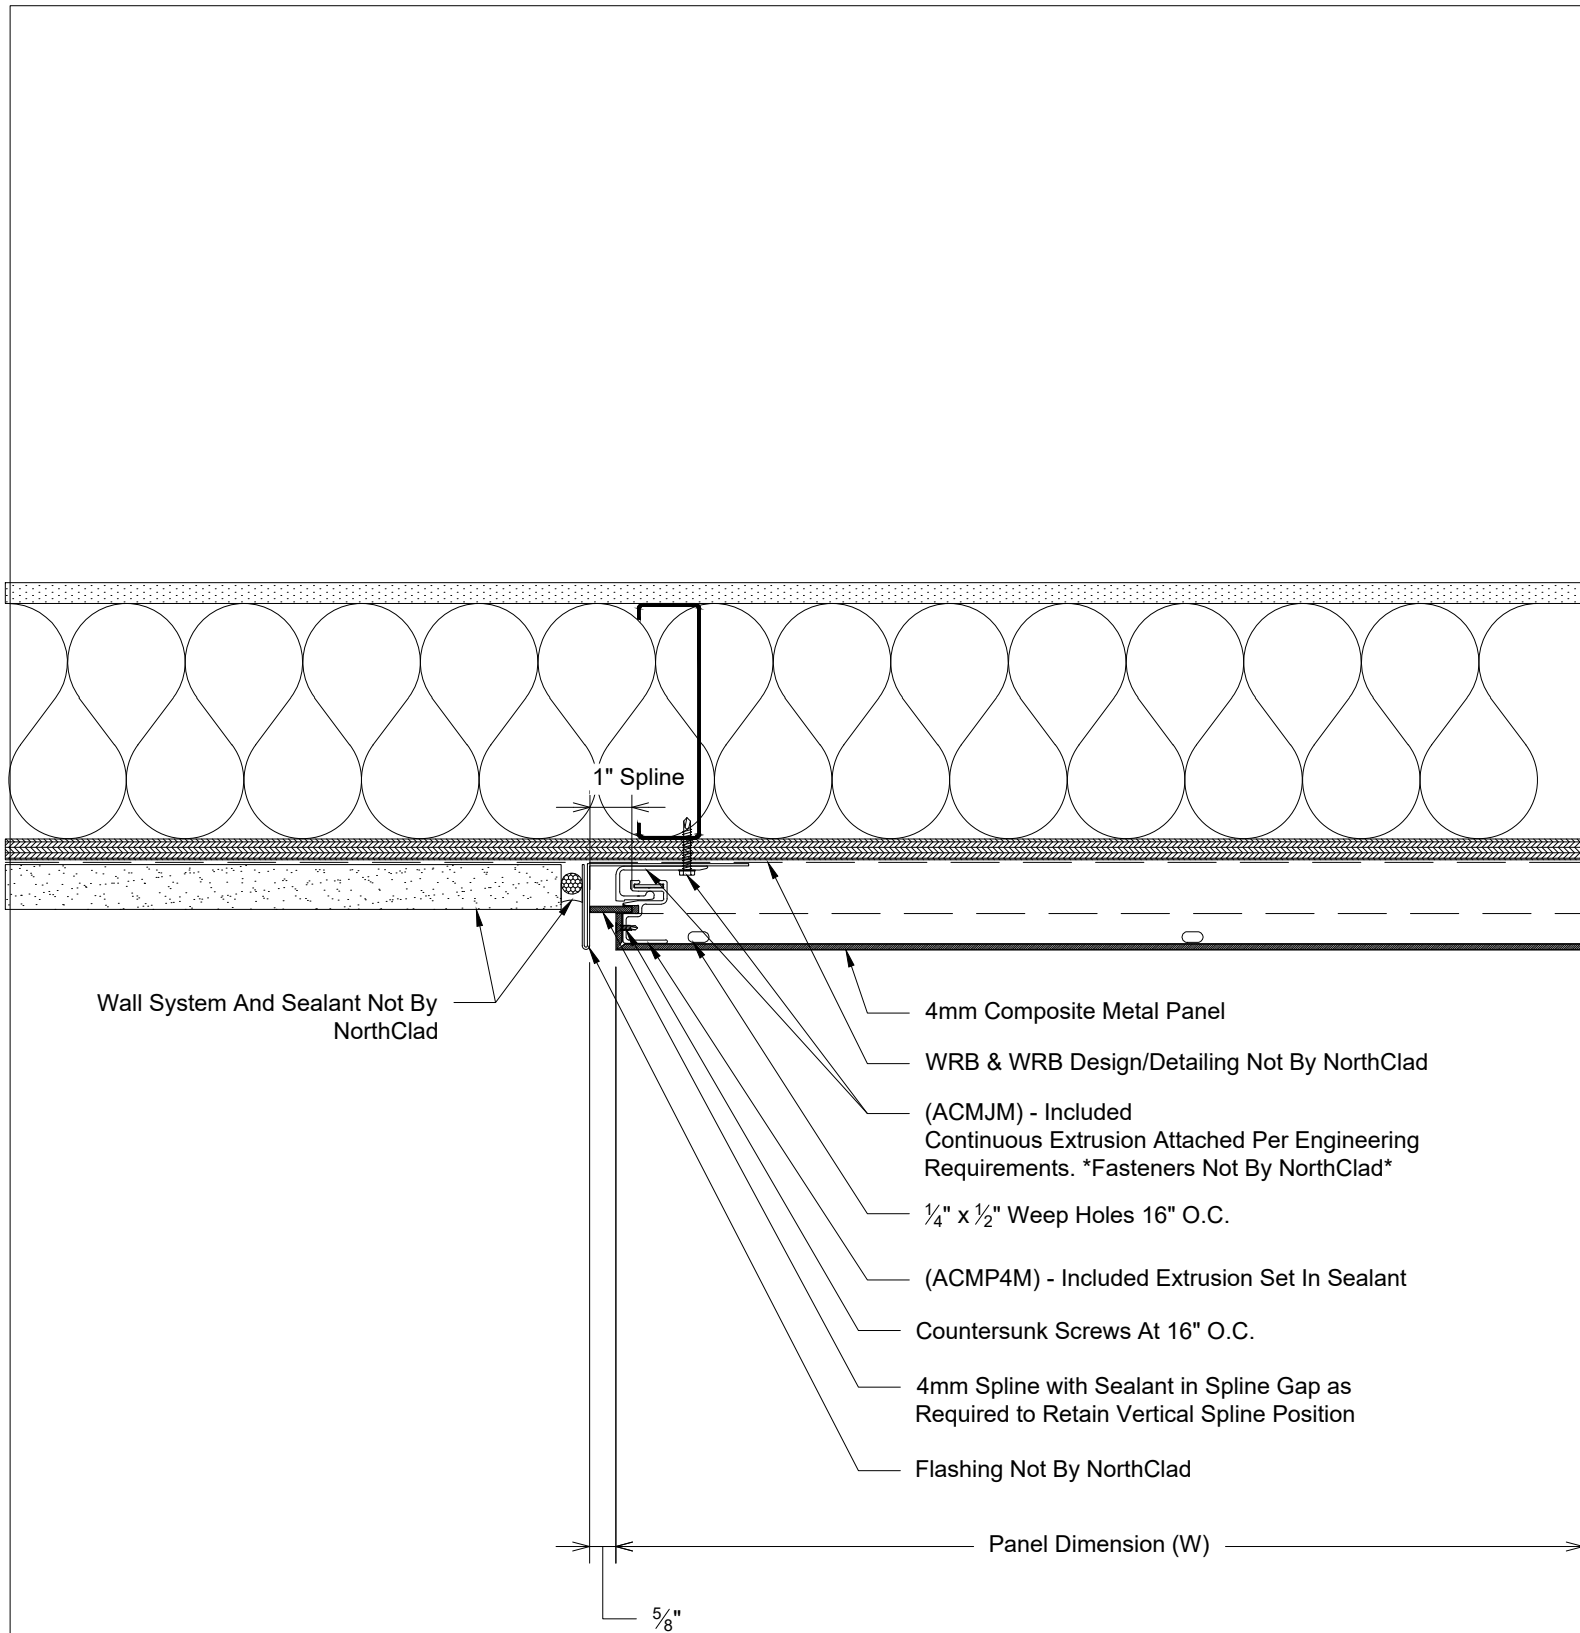 1" Spline
Wall System And Sealant Not By
NorthClad
4mm Composite Metal Panel
WRB & WRB Design/Detailing Not By NorthClad
(ACMJM) - Included
Continuous Extrusion Attached Per Engineering
Requirements. *Fasteners Not By NorthClad*
¼" x ½" Weep Holes 16" O.C.
(ACMP4M) - Included Extrusion Set In Sealant
Countersunk Screws At 16" O.C.
4mm Spline with Sealant in Spline Gap as
Required to Retain Vertical Spline Position
Flashing Not By NorthClad
Panel Dimension (W)
⅝"